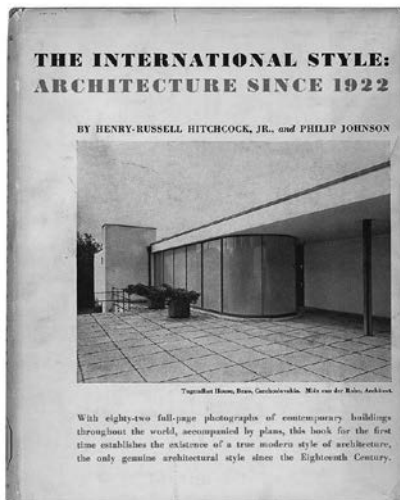 THE INTERNATIONAL STYLE:
ARCHITECTURE SINCE 1922
BY HENRY-RUSSELL HITCHCOCK, JR., and PHILIP JOHNSON
Tugendhat House, Brno, Czechoslovakia. Miës van der Rohe, Architect.
With eighty-two full-page photographs of contemporary buildings
throughout the world, accompanied by plans, this book for the first
time establishes the existence of a true modern style of architecture,
the only genuine architectural style since the Eighteenth Century.